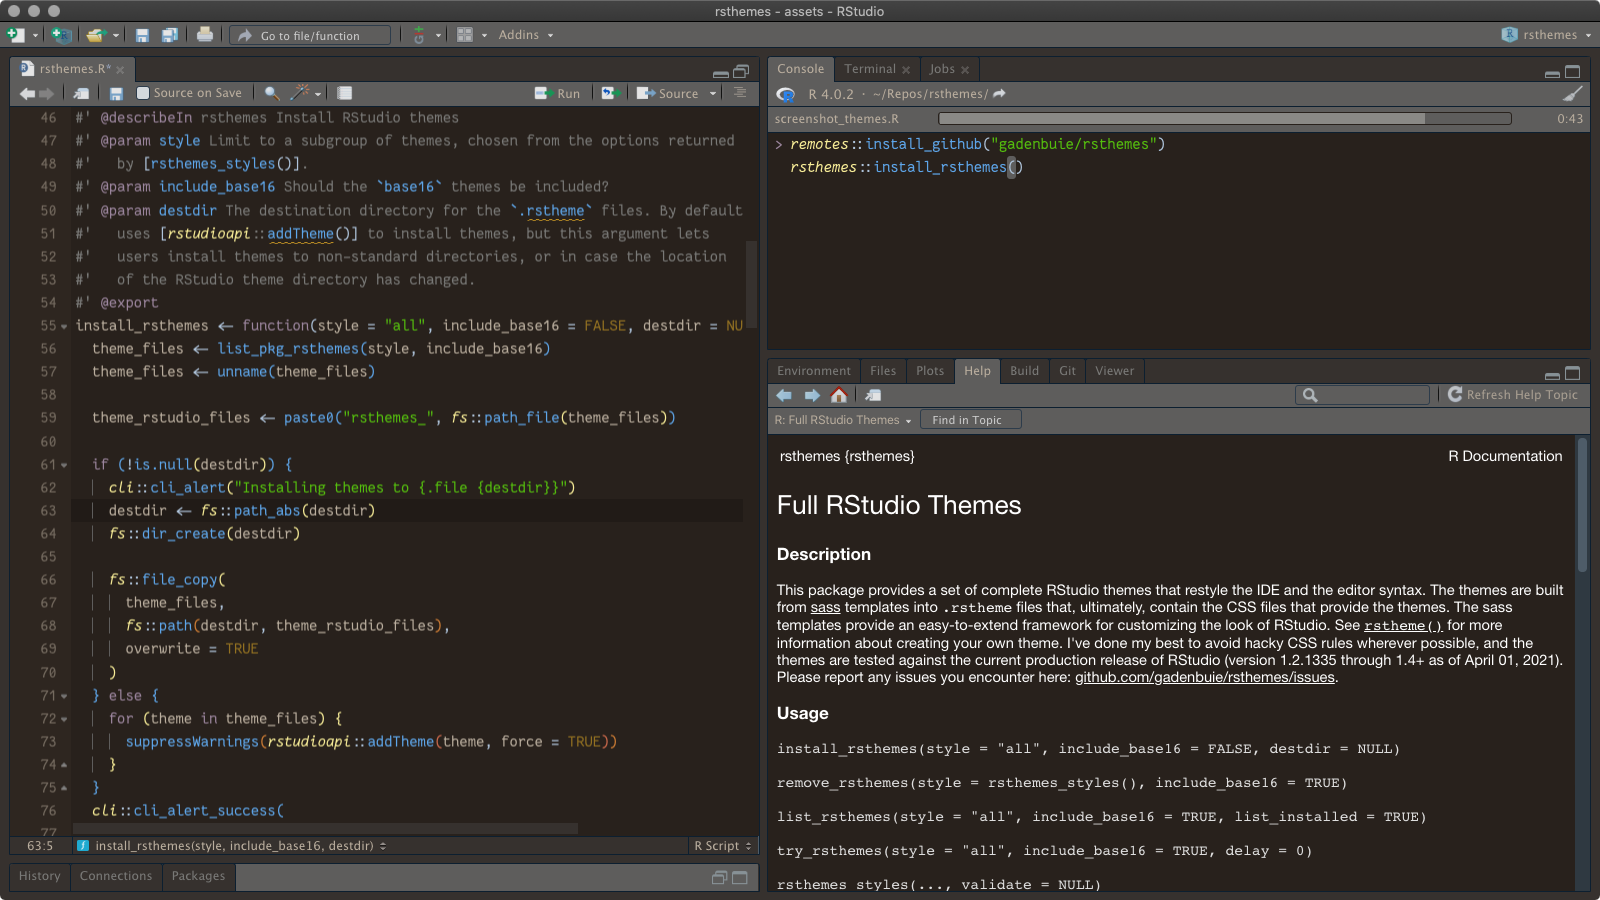 rsthemes - assets - RStudio
Go to file/function
Addins
rsthemes
rsthemes.R*
Source on Save
Run
Source
46 #' @describeIn rsthemes Install RStudio themes
47 #' @param style Limit to a subgroup of themes, chosen from the options returned
48 #'   by [rsthemes_styles()].
49 #' @param include_base16 Should the `base16` themes be included?
50 #' @param destdir The destination directory for the `.rstheme` files. By default
51 #'   uses [rstudioapi::addTheme()] to install themes, but this argument lets
52 #'   users install themes to non-standard directories, or in case the location
53 #'   of the RStudio theme directory has changed.
54 #' @export
55 install_rsthemes <- function(style = "all", include_base16 = FALSE, destdir = NU
56   theme_files <- list_pkg_rsthemes(style, include_base16)
57   theme_files <- unname(theme_files)
58
59   theme_rstudio_files <- paste0("rsthemes_", fs::path_file(theme_files))
60
61   if (!is.null(destdir)) {
62     cli::cli_alert("Installing themes to {.file {destdir}}")
63     destdir <- fs::path_abs(destdir)
64     fs::dir_create(destdir)
65
66     fs::file_copy(
67       theme_files,
68       fs::path(destdir, theme_rstudio_files),
69       overwrite = TRUE
70     )
71   } else {
72     for (theme in theme_files) {
73       suppressWarnings(rstudioapi::addTheme(theme, force = TRUE))
74     }
75   }
76   cli::cli_alert_success(
77
63:5 install_rsthemes(style, include_base16, destdir) R Script
History Connections Packages
Console Terminal Jobs
R 4.0.2 · ~/Repos/rsthemes/
screenshot_themes.R 0:43
> remotes::install_github("gadenbuie/rsthemes")
rsthemes::install_rsthemes()
Environment Files Plots Help Build Git Viewer
Refresh Help Topic
R: Full RStudio Themes Find in Topic
rsthemes {rsthemes} R Documentation
Full RStudio Themes
Description
This package provides a set of complete RStudio themes that restyle the IDE and the editor syntax. The themes are built
from sass templates into .rstheme files that, ultimately, contain the CSS files that provide the themes. The sass
templates provide an easy-to-extend framework for customizing the look of RStudio. See rstheme() for more
information about creating your own theme. I've done my best to avoid hacky CSS rules wherever possible, and the
themes are tested against the current production release of RStudio (version 1.2.1335 through 1.4+ as of April 01, 2021).
Please report any issues you encounter here: github.com/gadenbuie/rsthemes/issues.
Usage
install_rsthemes(style = "all", include_base16 = FALSE, destdir = NULL)
remove_rsthemes(style = rsthemes_styles(), include_base16 = TRUE)
list_rsthemes(style = "all", include_base16 = TRUE, list_installed = TRUE)
try_rsthemes(style = "all", include_base16 = TRUE, delay = 0)
rsthemes_styles(..., validate = NULL)